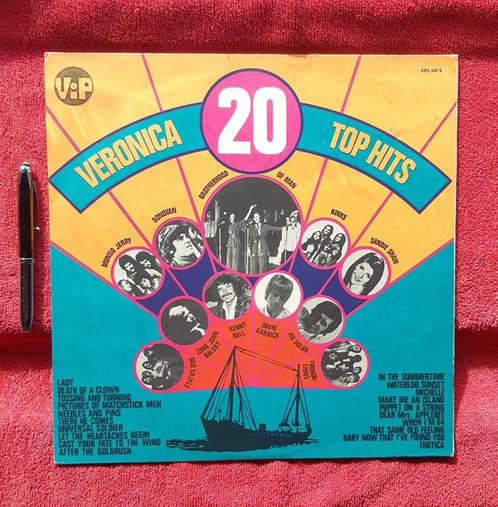 ViP
VPL 5415
VERONICA
20
TOP HITS
MUNGO JERRY
DONOVAN
BROTHERHOOD
OF MAN
KINKS
SANDIE SHAW
STATUS QUO
LONG JOHN
BALDRY
KENNY
BALL
DAVID
GARRICK
JOE DOLAN
LADY
DEATH OF A CLOWN
TOSSING AND TURNING
PICTURES OF MATCHSTICK MEN
NEEDLES AND PINS
THERE HE COMES
UNIVERSAL SOLDIER
LET THE HEARTACHES BEGIN
CAST YOUR FATE TO THE WIND
AFTER THE GOLDRUSH
IN THE SUMMERTIME
WATERLOO SUNSET
MICHELLE
MAKE ME AN ISLAND
PUPPET ON A STRING
DEAR Mrs. APPLEBEE
WHEN I'M 64
THAT SAME OLD FEELING
BABY NOW THAT I'VE FOUND YOU
EROTICA
VERONICA